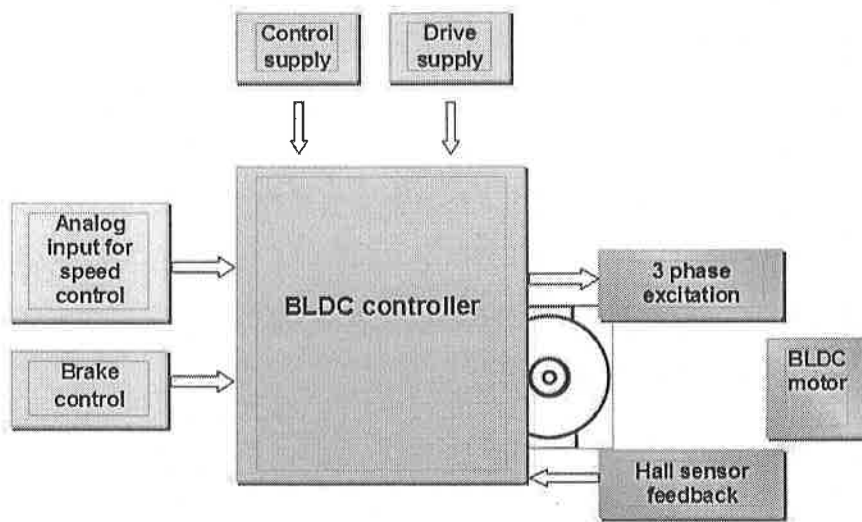 Control
supply
Drive
supply
Analog
input for
speed
control
BLDC controller
3 phase
excitation
Brake
control
BLDC
motor
Hall sensor
feedback